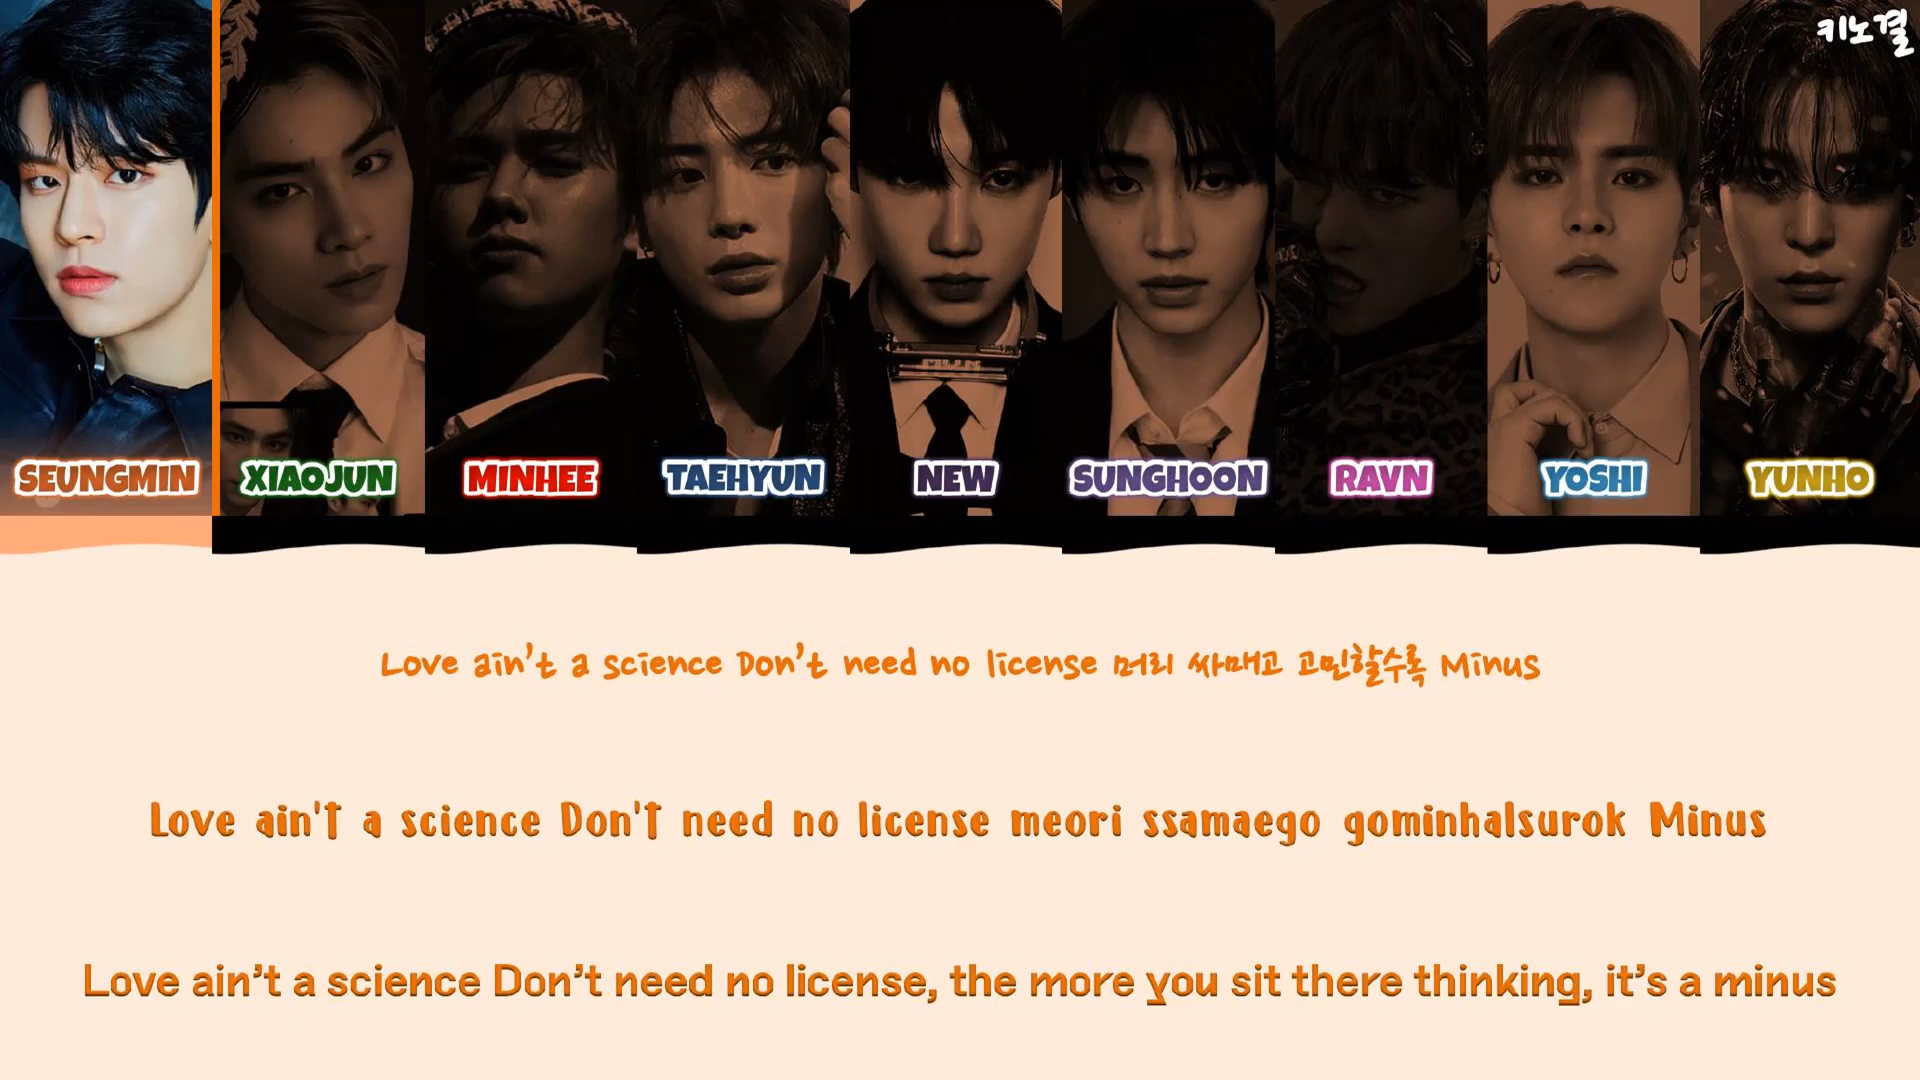 키노결
SEUNGMIN XIAOJUN MINHEE TAEHYUN NEW SUNGHOON RAVN YOSHI YUNHO
Love ain't a science Don't need no license 머리 싸매고 고민할수록 Minus
Love ain't a science Don't need no license meori ssamaego gominhalsurok Minus
Love ain't a science Don't need no license, the more you sit there thinking, it's a minus